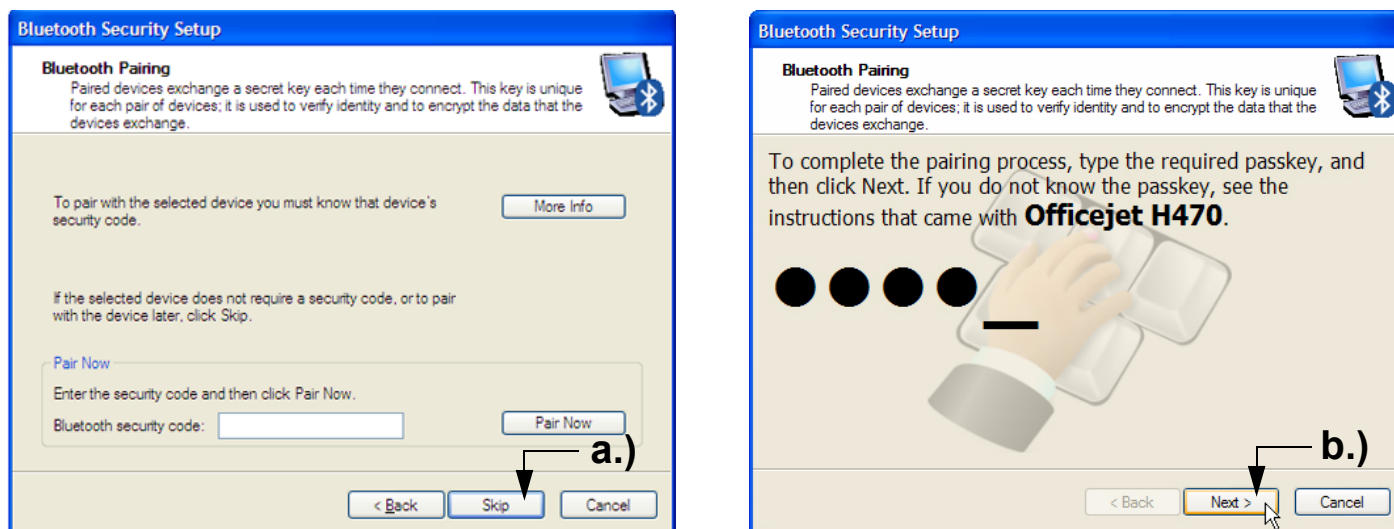 Bluetooth Security Setup
Bluetooth Pairing
Paired devices exchange a secret key each time they connect. This key is unique
for each pair of devices; it is used to verify identity and to encrypt the data that the
devices exchange.
To pair with the selected device you must know that device's
security code.
More Info
If the selected device does not require a security code, or to pair
with the device later, click Skip.
Pair Now
Enter the security code and then click Pair Now.
Bluetooth security code:
Pair Now
a.)
< Back
Skip
Cancel
Bluetooth Security Setup
Bluetooth Pairing
Paired devices exchange a secret key each time they connect. This key is unique
for each pair of devices; it is used to verify identity and to encrypt the data that the
devices exchange.
To complete the pairing process, type the required passkey, and
then click Next. If you do not know the passkey, see the
instructions that came with Officejet H470.
b.)
< Back
Next >
Cancel